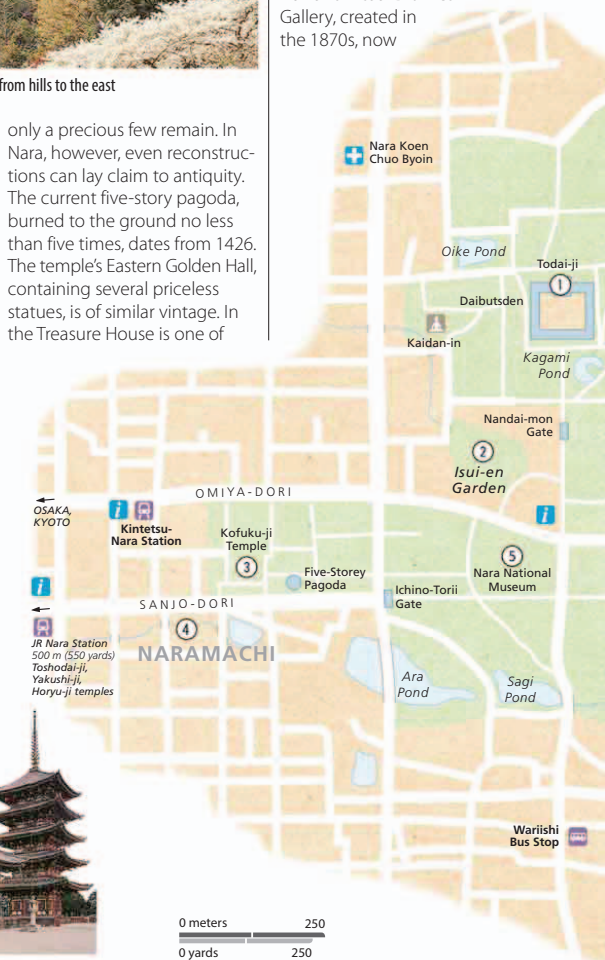 from hills to the east
only a precious few remain. In
Nara, however, even reconstruc-
tions can lay claim to antiquity.
The current five-story pagoda,
burned to the ground no less
than five times, dates from 1426.
The temple's Eastern Golden Hall,
containing several priceless
statues, is of similar vintage. In
the Treasure House is one of
Gallery, created in
the 1870s, now
Nara Koen
Chuo Byoin
Oike Pond
Todai-ji
1
Daibutsden
Kaidan-in
Kagami
Pond
Nandai-mon
Gate
2
Isui-en
Garden
OMIYA-DORI
OSAKA,
KYOTO
i
Kintetsu-
Nara Station
Kofuku-ji
Temple
3
i
5
Nara National
Museum
Five-Storey
Pagoda
Ichino-Torii
Gate
i
SANJO-DORI
4
NARAMACHI
JR Nara Station
500 m (550 yards)
Toshodai-ji,
Yakushi-ji,
Horyu-ji temples
Ara
Pond
Sagi
Pond
Wariishi
Bus Stop
0 meters 250
0 yards 250